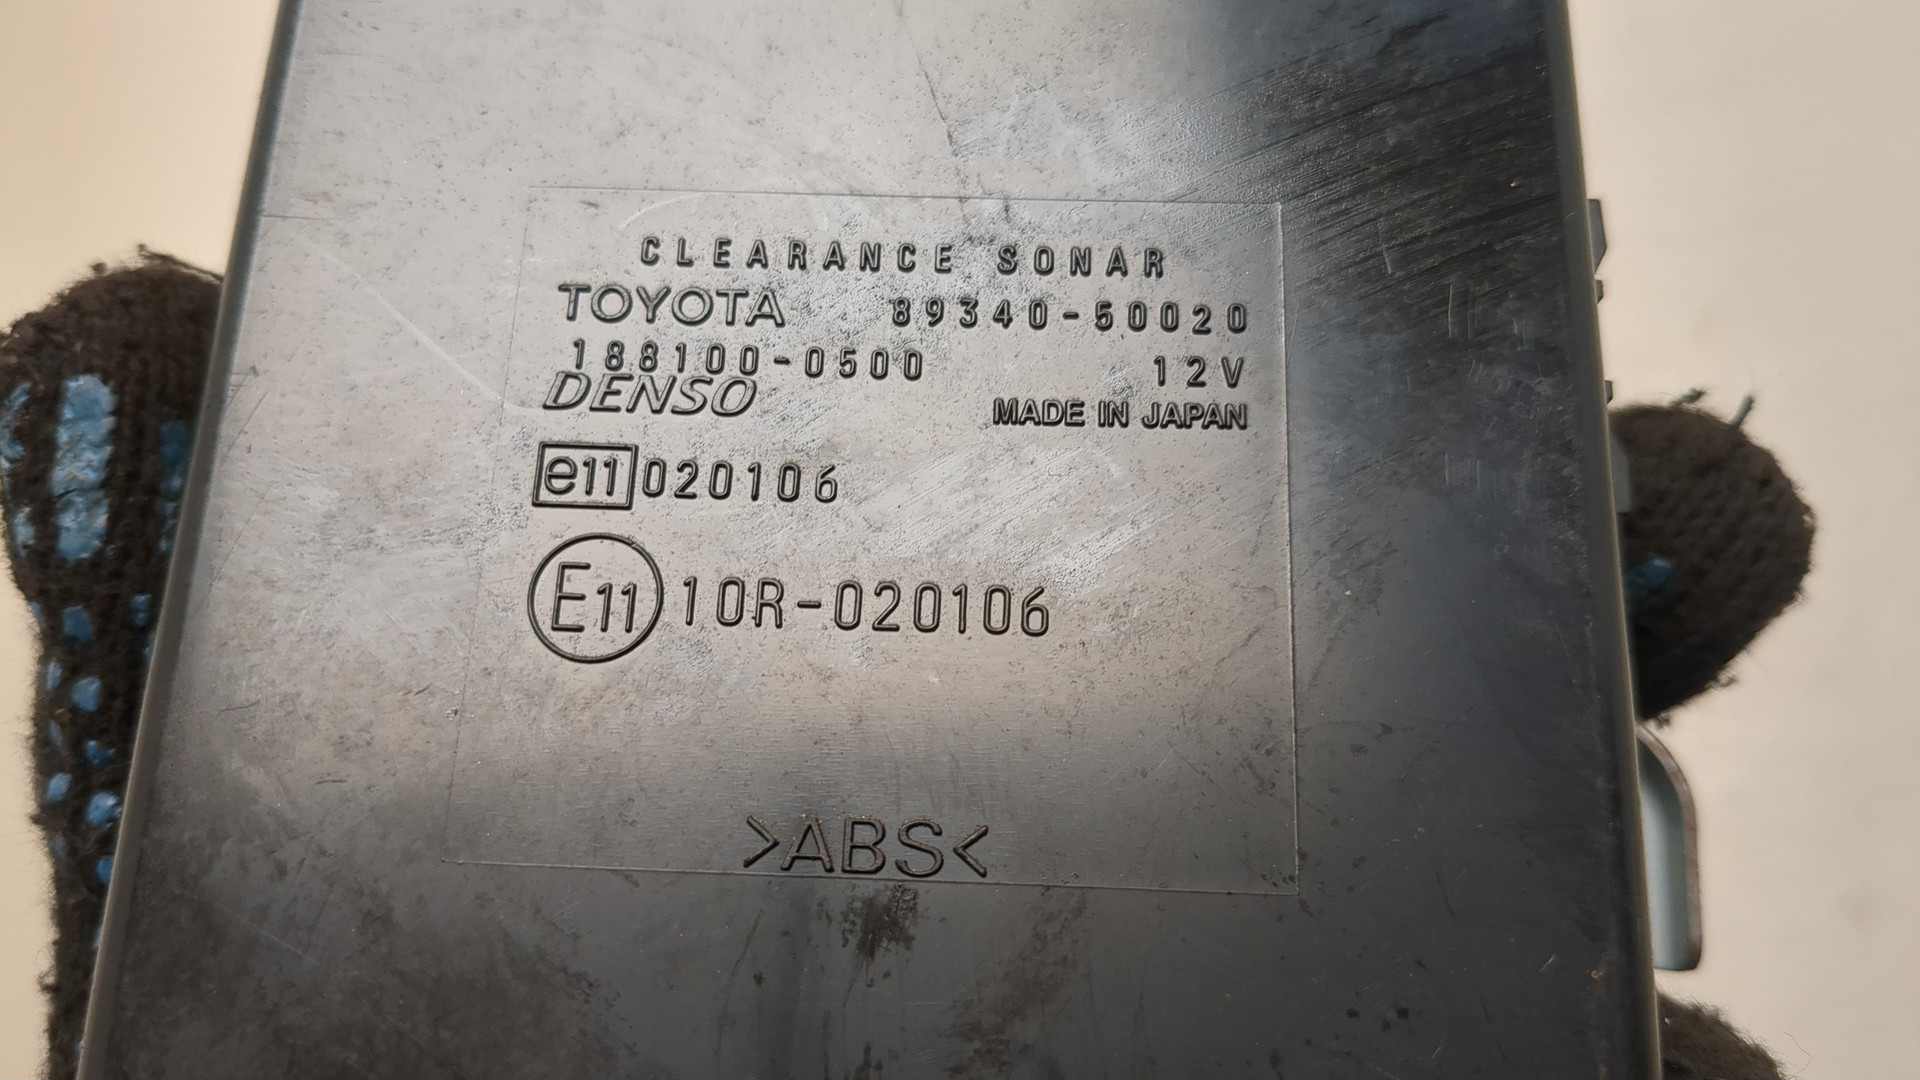 CLEARANCE SONAR
TOYOTA 89340-50020
188100-0500 12V
DENSO MADE IN JAPAN
e11 020106
E11 10R-020106
>ABS<